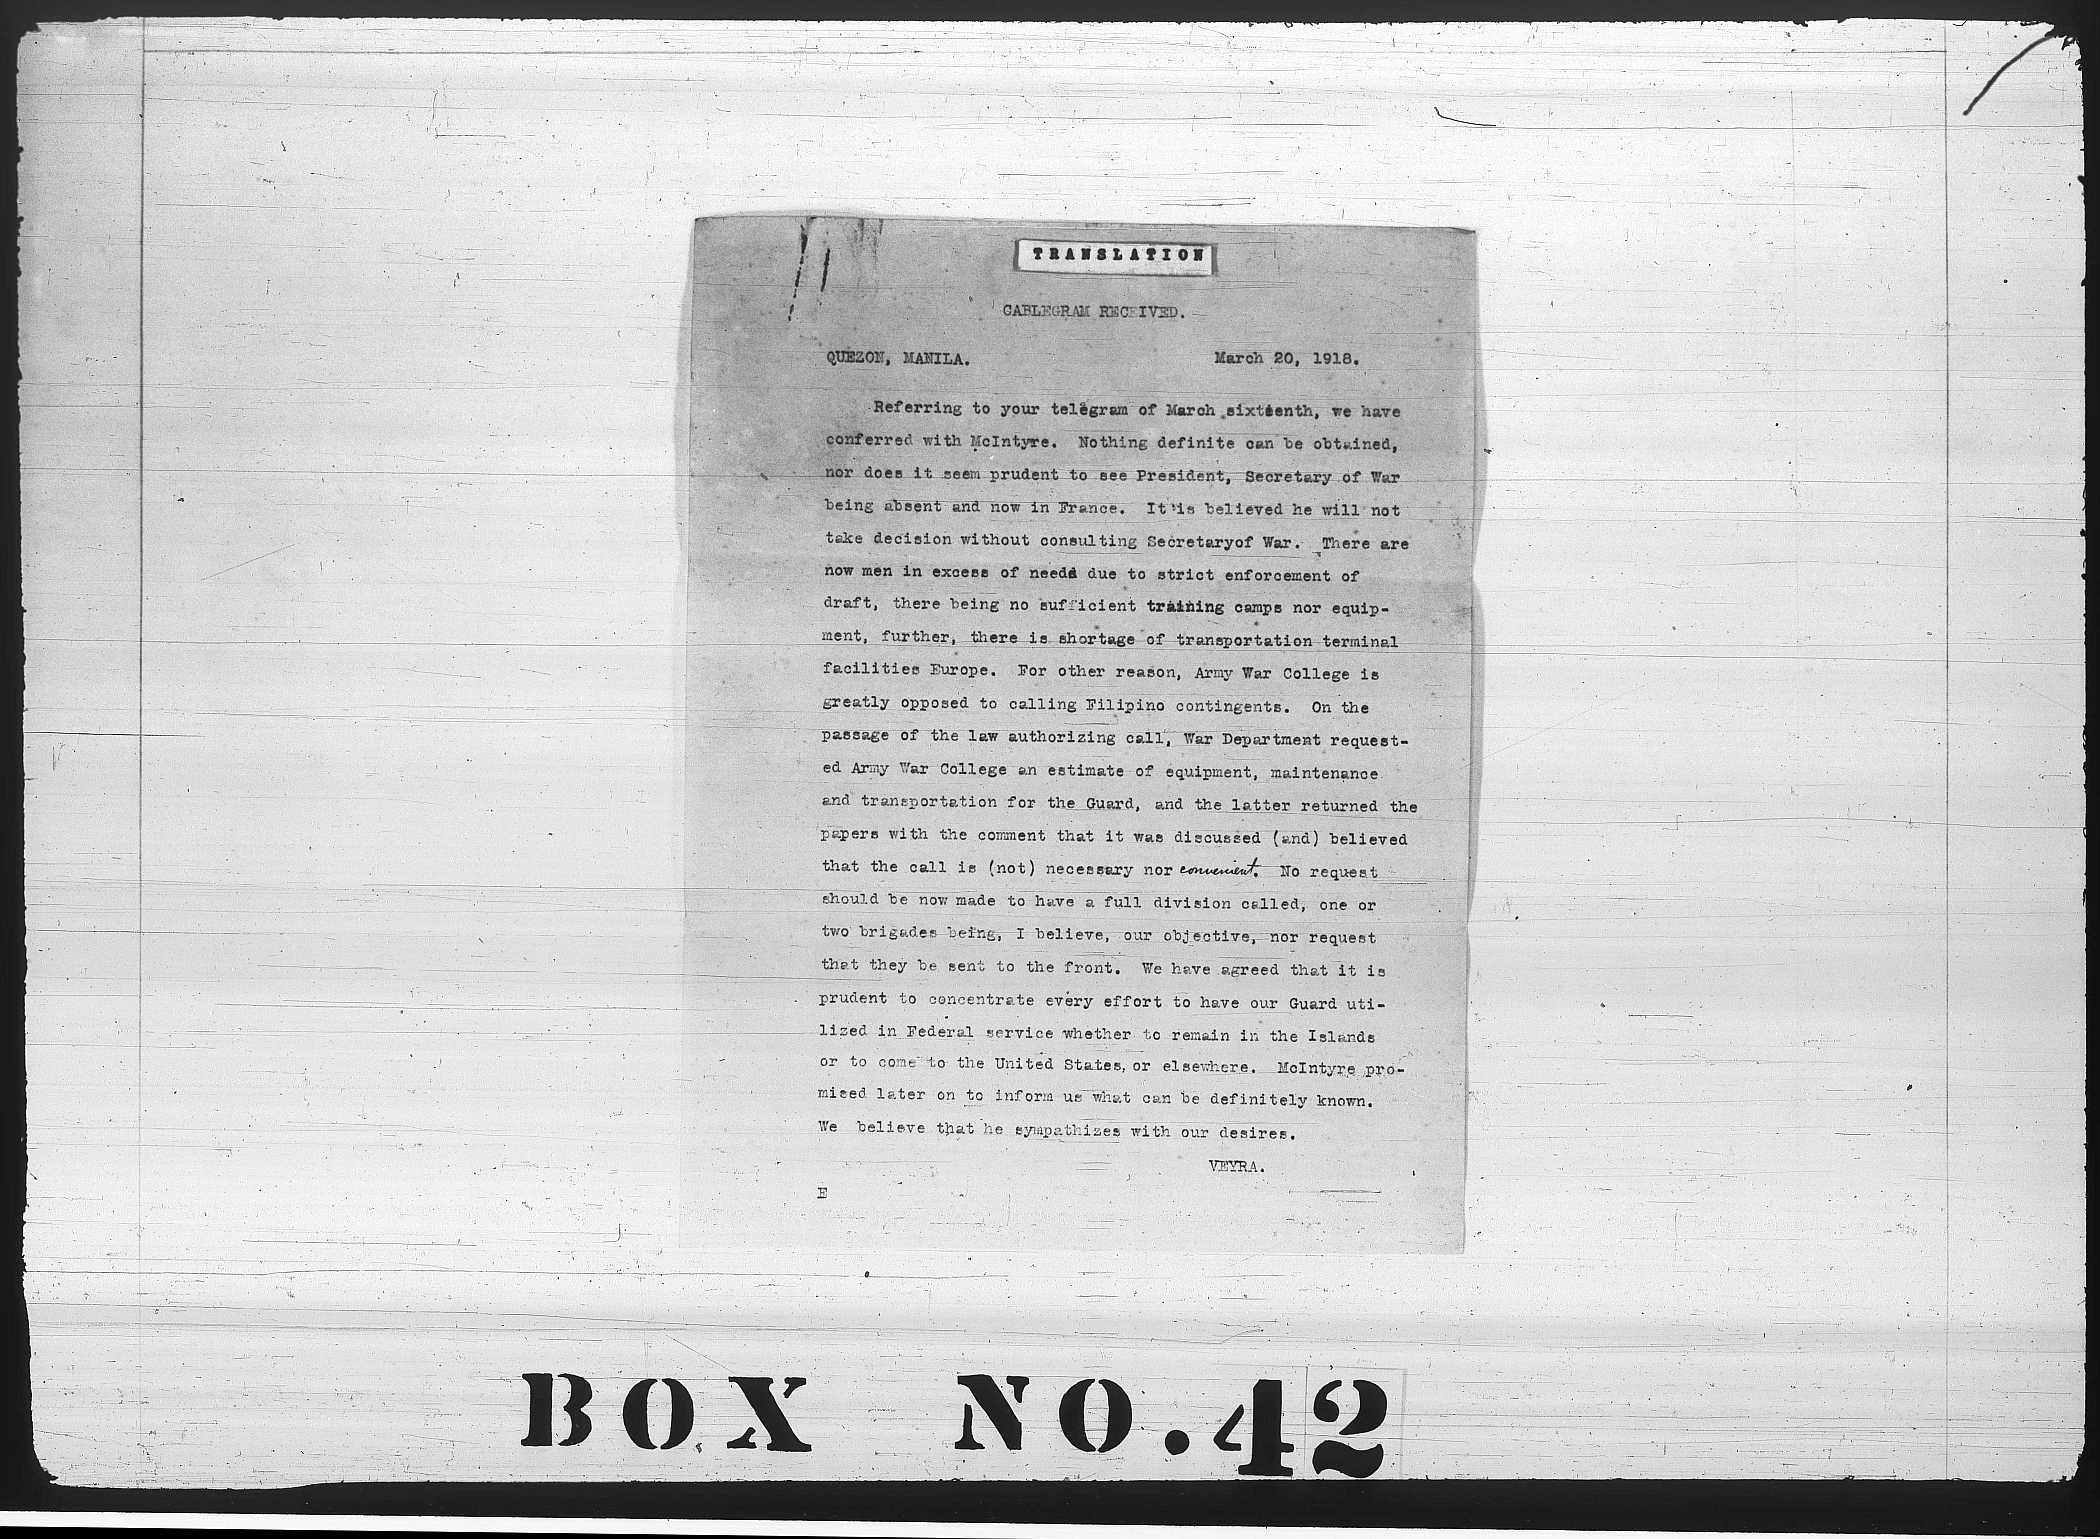 TRANSLATION
CABLEGRAM RECEIVED.
QUEZON, MANILA. March 20, 1918.
Referring to your telegram of March sixteenth, we have
conferred with McIntyre. Nothing definite can be obtained,
nor does it seem prudent to see President, Secretary of War
being absent and now in France. It is believed he will not
take decision without consulting Secretaryof War. There are
now men in excess of needs due to strict enforcement of
draft, there being no sufficient training camps nor equip-
ment, further, there is shortage of transportation terminal
facilities Europe. For other reason, Army War College is
greatly opposed to calling Filipino contingents. On the
passage of the law authorizing call, War Department request-
ed Army War College an estimate of equipment, maintenance
and transportation for the Guard, and the latter returned the
papers with the comment that it was discussed (and) believed
that the call is (not) necessary nor convenient. No request
should be now made to have a full division called, one or
two brigades being, I believe, our objective, nor request
that they be sent to the front. We have agreed that it is
prudent to concentrate every effort to have our Guard uti-
lized in Federal service whether to remain in the Islands
or to come to the United States, or elsewhere. McIntyre pro-
mised later on to inform us what can be definitely known.
We believe that he sympathizes with our desires.
VEYRA.
E
BOX NO. 42